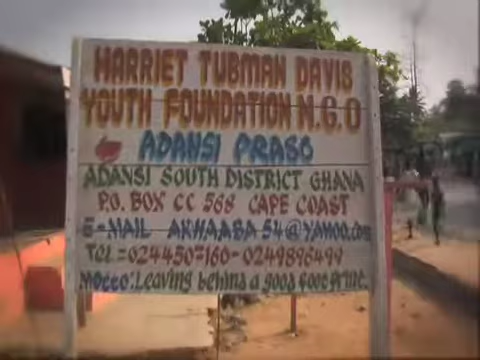 HARRIET TUBMAN DAVIS
YOUTH FOUNDATION N.G.O
ADANSI PRASO
ADANSI SOUTH DISTRICT GHANA
P.O. BOX CC 568 CAPE COAST
E-MAIL AKWAABA 54@YAHOO.COM
TEL=0244507160-0249896499
MOTTO: Leaving behind a good foot print.